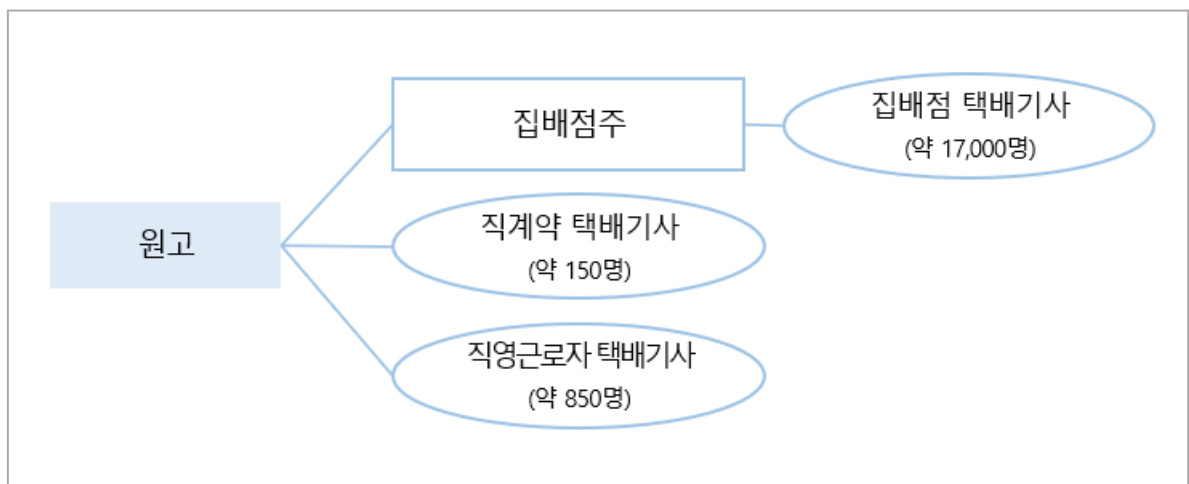 원고
집배점주
집배점 택배기사
(약 17,000명)
직계약 택배기사
(약 150명)
직영근로자 택배기사
(약 850명)